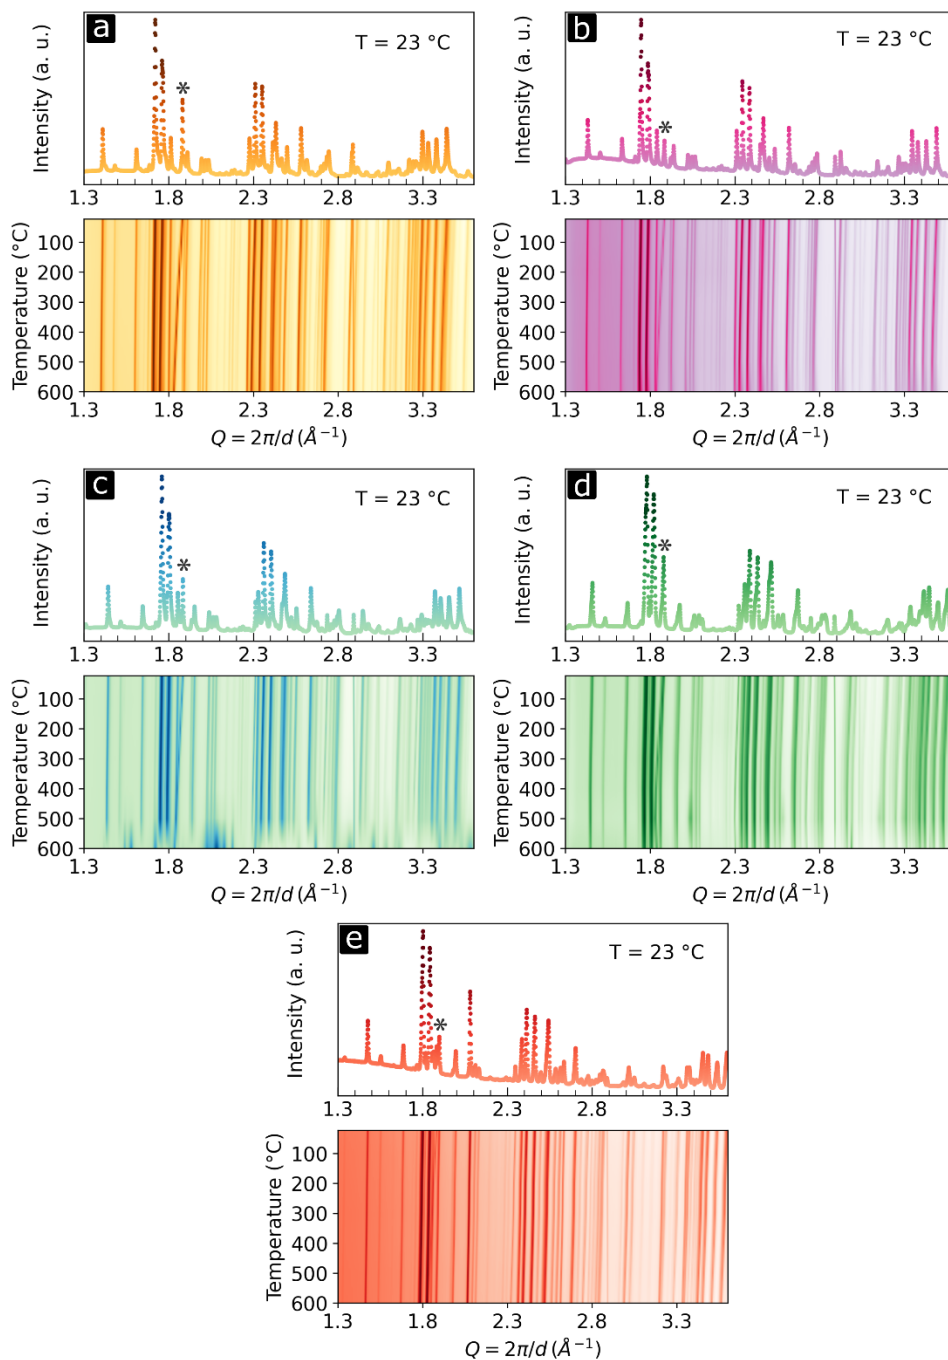 a
T = 23 °C
*
Intensity (a. u.)
1.3 1.8 2.3 2.8 3.3
Temperature (°C)
100
200
300
400
500
600
1.3 1.8 2.3 2.8 3.3
Q = 2π/d (Å⁻¹)
b
T = 23 °C
*
Intensity (a. u.)
1.3 1.8 2.3 2.8 3.3
Temperature (°C)
100
200
300
400
500
600
1.3 1.8 2.3 2.8 3.3
Q = 2π/d (Å⁻¹)
c
T = 23 °C
*
Intensity (a. u.)
1.3 1.8 2.3 2.8 3.3
Temperature (°C)
100
200
300
400
500
600
1.3 1.8 2.3 2.8 3.3
Q = 2π/d (Å⁻¹)
d
T = 23 °C
*
Intensity (a. u.)
1.3 1.8 2.3 2.8 3.3
Temperature (°C)
100
200
300
400
500
600
1.3 1.8 2.3 2.8 3.3
Q = 2π/d (Å⁻¹)
e
T = 23 °C
*
Intensity (a. u.)
1.3 1.8 2.3 2.8 3.3
Temperature (°C)
100
200
300
400
500
600
1.3 1.8 2.3 2.8 3.3
Q = 2π/d (Å⁻¹)